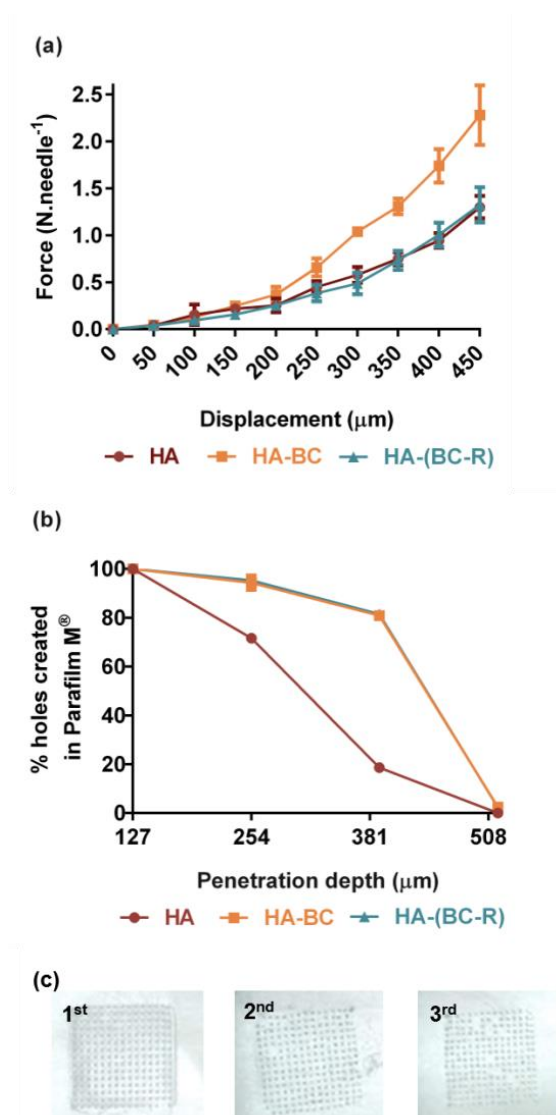 (a)
Force (N.needle-1)
2.5
2.0
1.5
1.0
0.5
0.0
0 50 100 150 200 250 300 350 400 450
Displacement (μm)
HA HA-BC HA-(BC-R)
(b)
% holes created
in Parafilm M®
100
80
60
40
20
0
127 254 381 508
Penetration depth (μm)
HA HA-BC HA-(BC-R)
(c)
1st 2nd 3rd